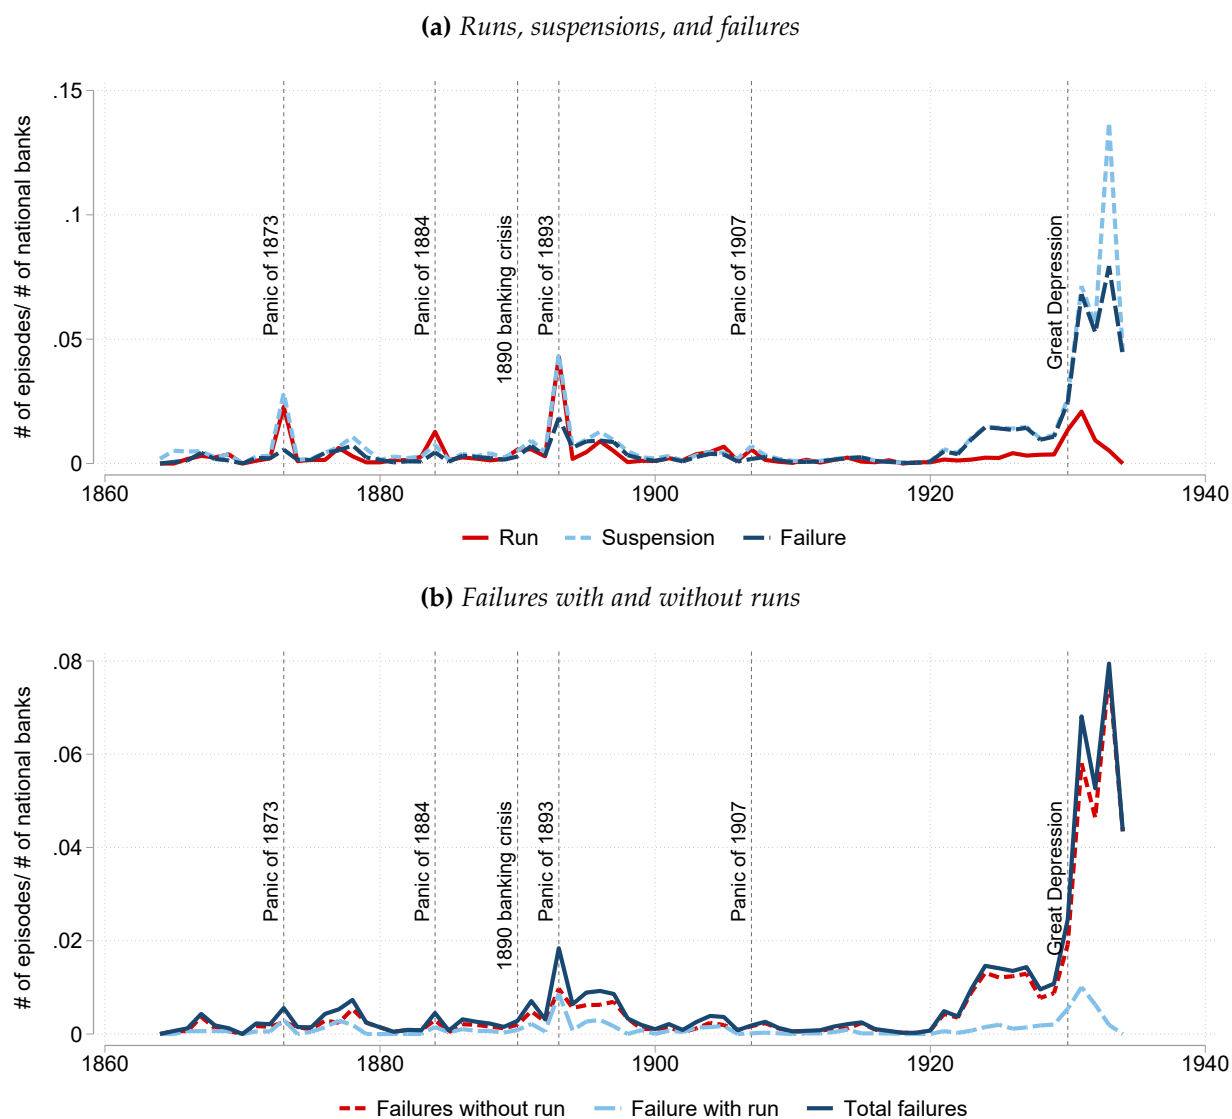 (a) Runs, suspensions, and failures
# of episodes/ # of national banks
.15
.1
.05
0
Panic of 1873
Panic of 1884
1890 banking crisis
Panic of 1893
Panic of 1907
Great Depression
1860 1880 1900 1920 1940
Run Suspension Failure
(b) Failures with and without runs
# of episodes/ # of national banks
.08
.06
.04
.02
0
Panic of 1873
Panic of 1884
1890 banking crisis
Panic of 1893
Panic of 1907
Great Depression
1860 1880 1900 1920 1940
Failures without run Failure with run Total failures